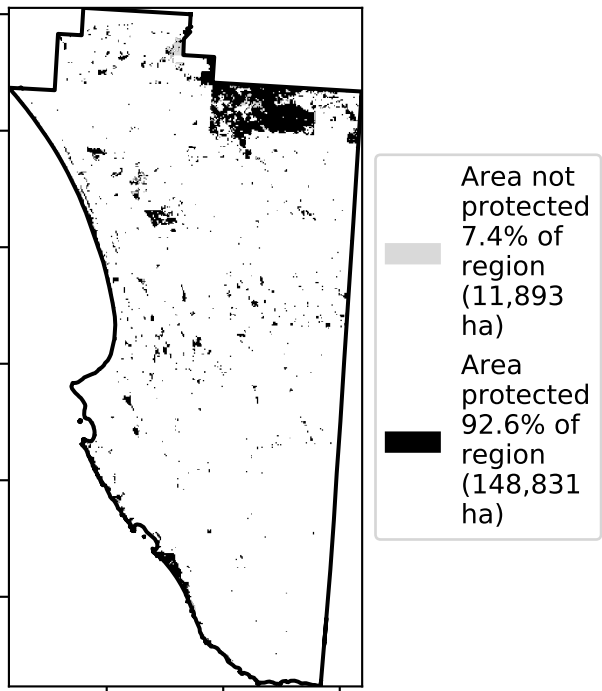 Area not
protected
7.4% of
region
(11,893
ha)
Area
protected
92.6% of
region
(148,831
ha)